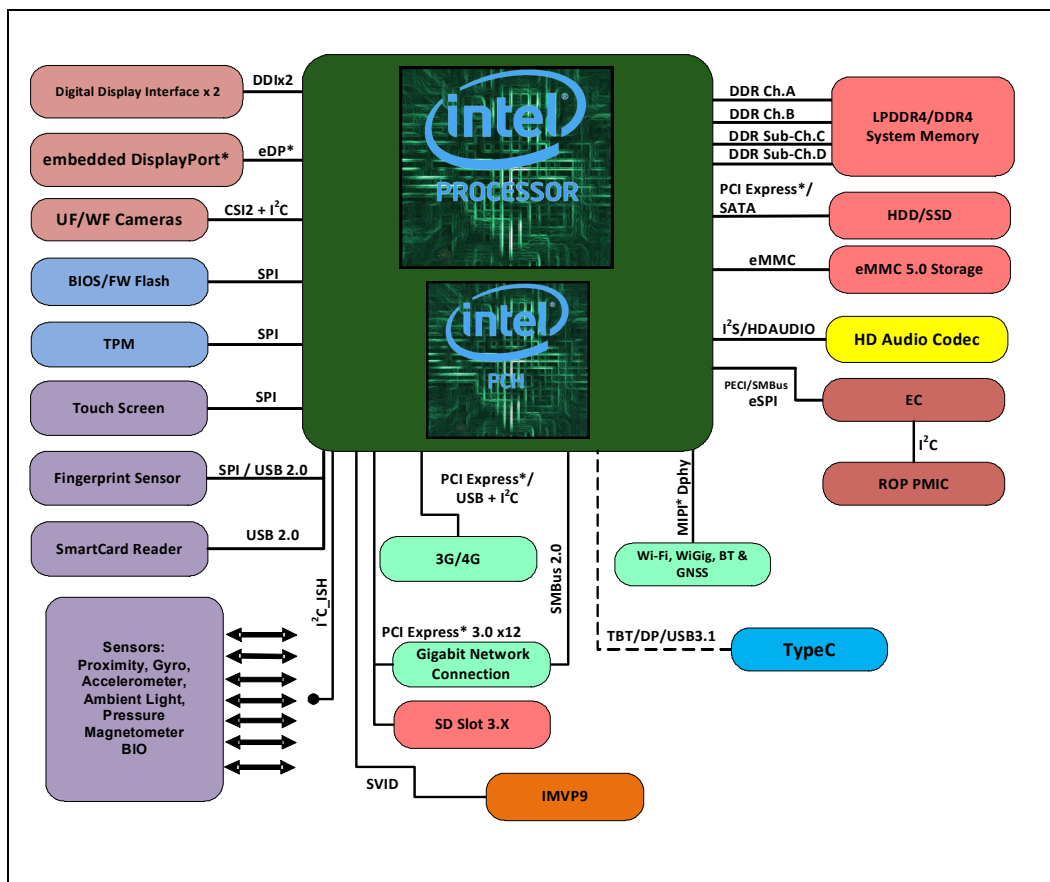 Digital Display Interface x 2
DDIx2
embedded DisplayPort*
eDP*
UF/WF Cameras
CSI2 + I²C
BIOS/FW Flash
SPI
TPM
SPI
Touch Screen
SPI
Fingerprint Sensor
SPI / USB 2.0
SmartCard Reader
USB 2.0
Sensors:
Proximity, Gyro,
Accelerometer,
Ambient Light,
Pressure
Magnetometer
BIO
I²C_ISH
intel®
PROCESSOR
intel®
PCH
DDR Ch.A
DDR Ch.B
DDR Sub-Ch.C
DDR Sub-Ch.D
LPDDR4/DDR4
System Memory
PCI Express*/
SATA
HDD/SSD
eMMC
eMMC 5.0 Storage
I²S/HDAUDIO
HD Audio Codec
PECI/SMBus
eSPI
EC
I²C
ROP PMIC
PCI Express*/
USB + I²C
3G/4G
SMBus 2.0
MIPI* Dphy
Wi-Fi, WiGig, BT &
GNSS
PCI Express* 3.0 x12
Gigabit Network
Connection
TBT/DP/USB3.1
TypeC
SD Slot 3.X
SVID
IMVP9